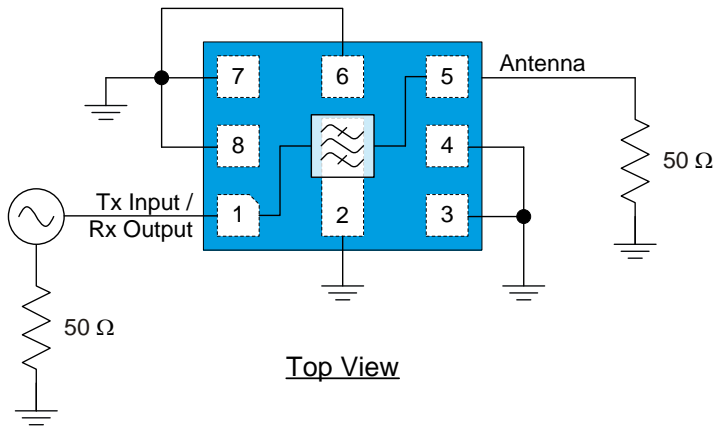 7
6
5
Antenna
8
4
50 Ω
Tx Input /
Rx Output
1
2
3
50 Ω
Top View